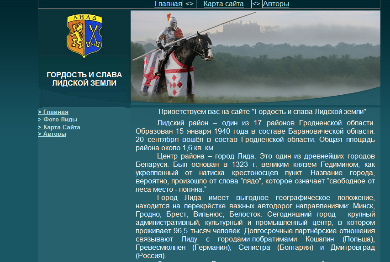 Главная <> Карта сайта <> Авторы
ЛИДА
ГОРДОСТЬ И СЛАВА
ЛИДСКОЙ ЗЕМЛИ
> Главная
> Фото Лиды
> Карта Сайта
> Авторы
Приветствуем вас на сайте "Гордость и слава Лидской земли"
Лидский район – один из 17 районов Гродненской области.
Образован 15 января 1940 года в составе Барановичской области.
20 сентября вошёл в состав Гродненской области. Общая площадь
района около 1,6 кв. км.
Центр района – город Лида. Это один из древнейших городов
Беларуси. Был основан в 1323 г. великим князем Гедимином, как
укрепленный от натиска крестоносцев пункт. Название города,
вероятно, произошло от слова "лядо", которое означает "свободное от
леса место - поляна."
Город Лида имеет выгодное географическое положение,
находится на перекрёстке важных автодорог направлениями: Минск,
Гродно, Брест, Вильнюс, Белосток. Сегодняшний город крупный
административный, культурный и промышленный центр, в котором
проживает 96,5 тысяч человек. Долгосрочные партнёрские отношения
связывают Лиду с городами-побратимами: Кошалин (Польша),
Гревесмюллен (Германия), Сенистра (Болгария) и Димитровград
(Россия).